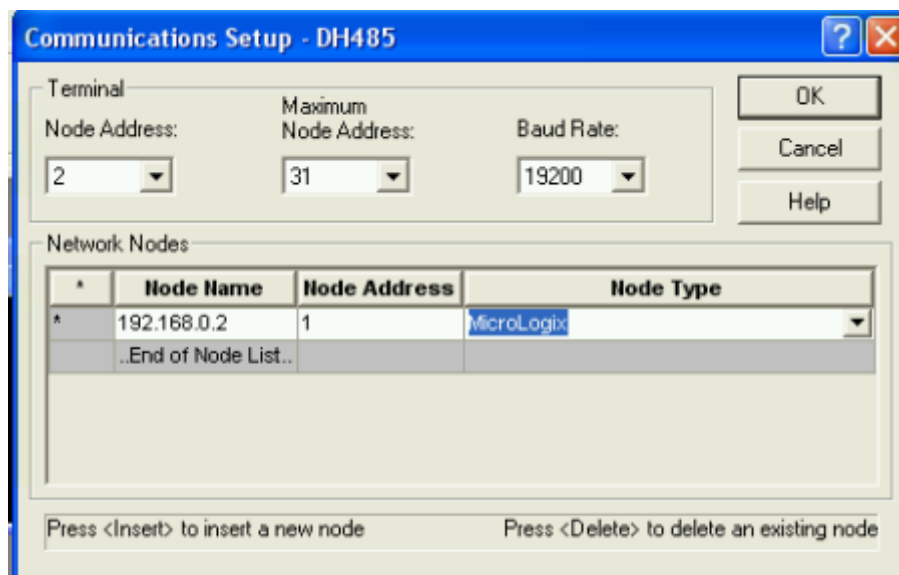 Communications Setup - DH485
Terminal
Node Address:
Maximum
Node Address:
Baud Rate:
2
31
19200
OK
Cancel
Help
Network Nodes
* Node Name Node Address Node Type
* 192.168.0.2 1 MicroLogix
..End of Node List..
Press <Insert> to insert a new node
Press <Delete> to delete an existing node